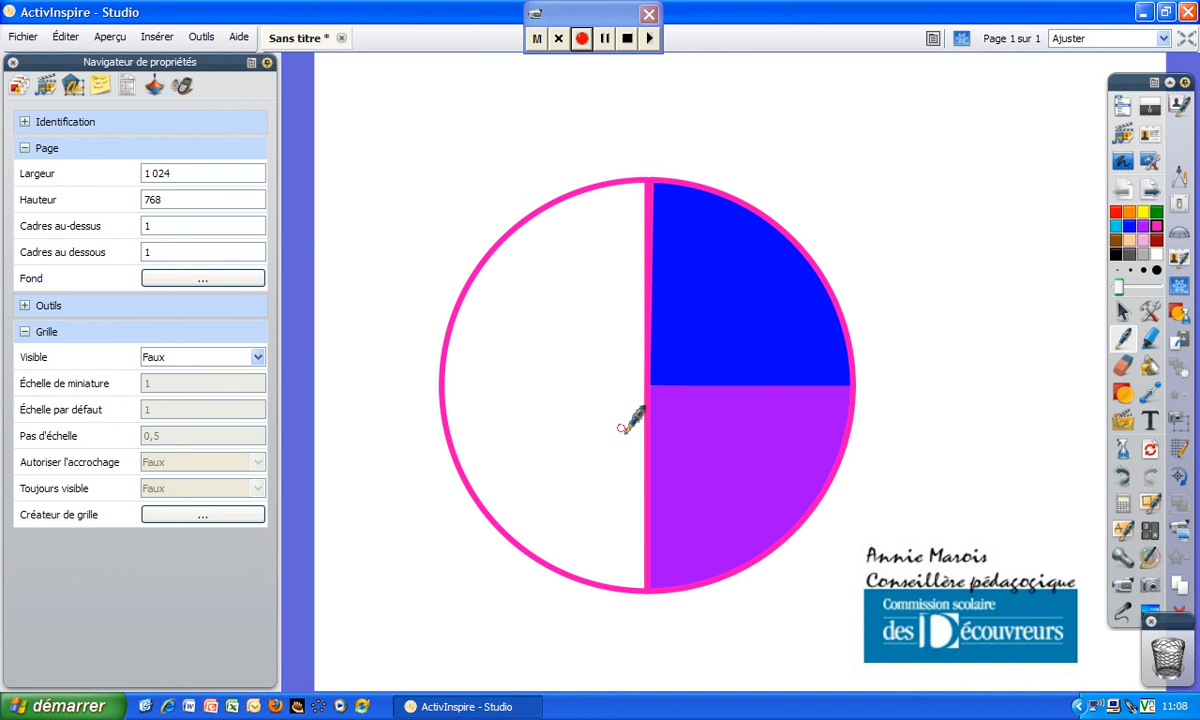 ActivInspire - Studio
Fichier Éditer Aperçu Insérer Outils Aide
Sans titre *
M
Page 1 sur 1
Ajuster
Navigateur de propriétés
Identification
Page
Largeur 1 024
Hauteur 768
Cadres au-dessus 1
Cadres au dessous 1
Fond ...
Outils
Grille
Visible Faux
Échelle de miniature 1
Échelle par défaut 1
Pas d'échelle 0,5
Autoriser l'accrochage Faux
Toujours visible Faux
Créateur de grille ...
Annie Marois
Conseillère pédagogique
Commission scolaire
des Découvreurs
démarrer
ActivInspire - Studio
11:08